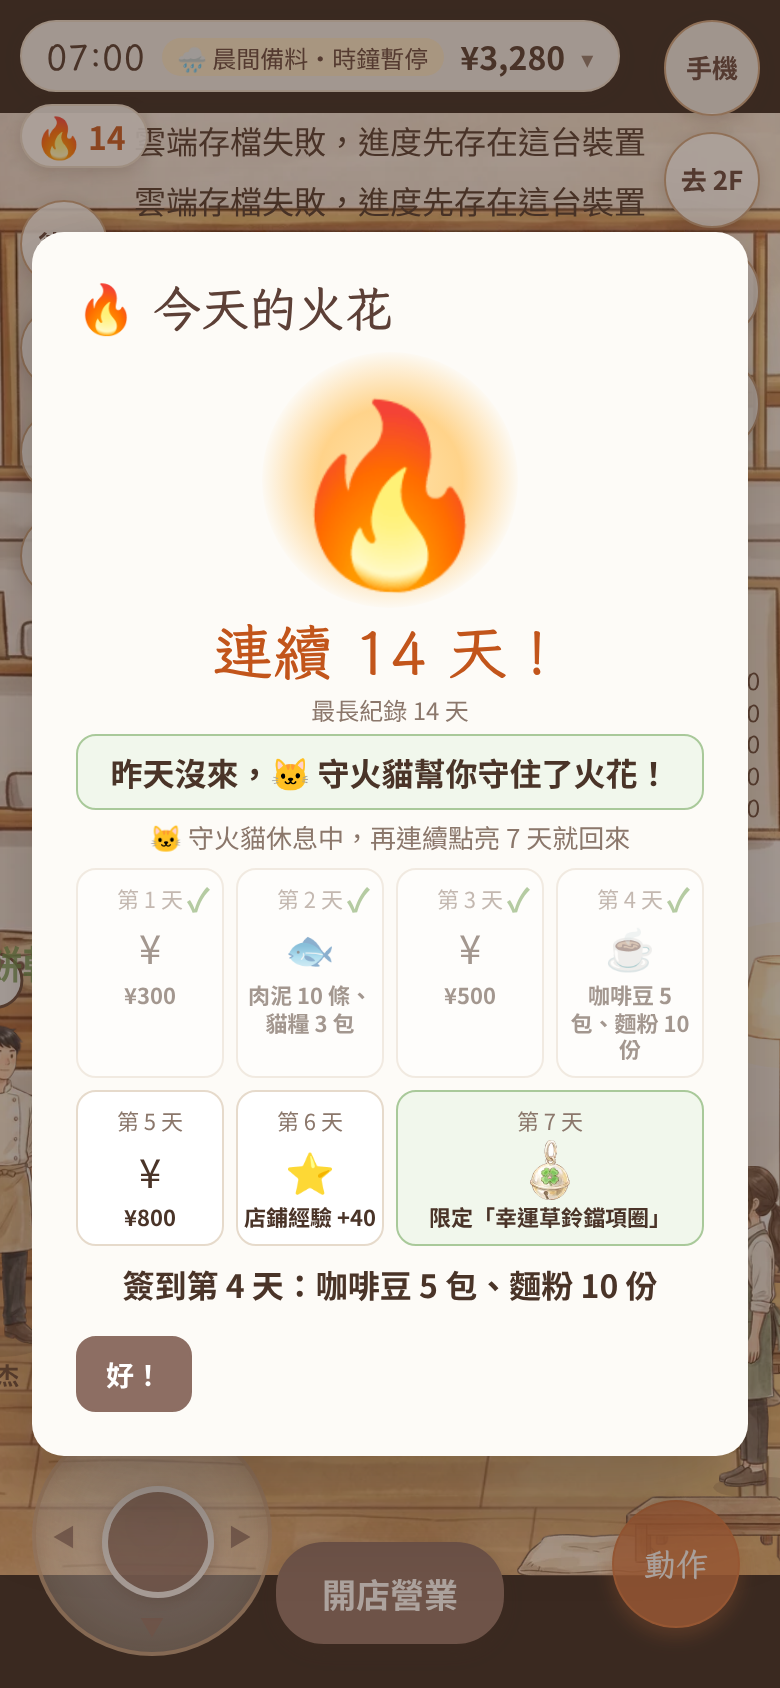 07:00
晨間備料・時鐘暫停
¥3,280 ▼
手機
14
雲端存檔失敗，進度先存在這台裝置
去 2F
雲端存檔失敗，進度先存在這台裝置
今天的火花
連續 14 天！
最長紀錄 14 天
昨天沒來，🐱 守火貓幫你守住了火花！
🐱 守火貓休息中，再連續點亮 7 天就回來
第 1 天 ✓
¥
¥300
第 2 天 ✓
肉泥 10 條、
貓糧 3 包
第 3 天 ✓
¥
¥500
第 4 天 ✓
咖啡豆 5
包、麵粉 10
份
第 5 天
¥
¥800
第 6 天
店鋪經驗 +40
第 7 天
限定「幸運草鈴鐺項圈」
簽到第 4 天：咖啡豆 5 包、麵粉 10 份
好！
杰
開店營業
動作